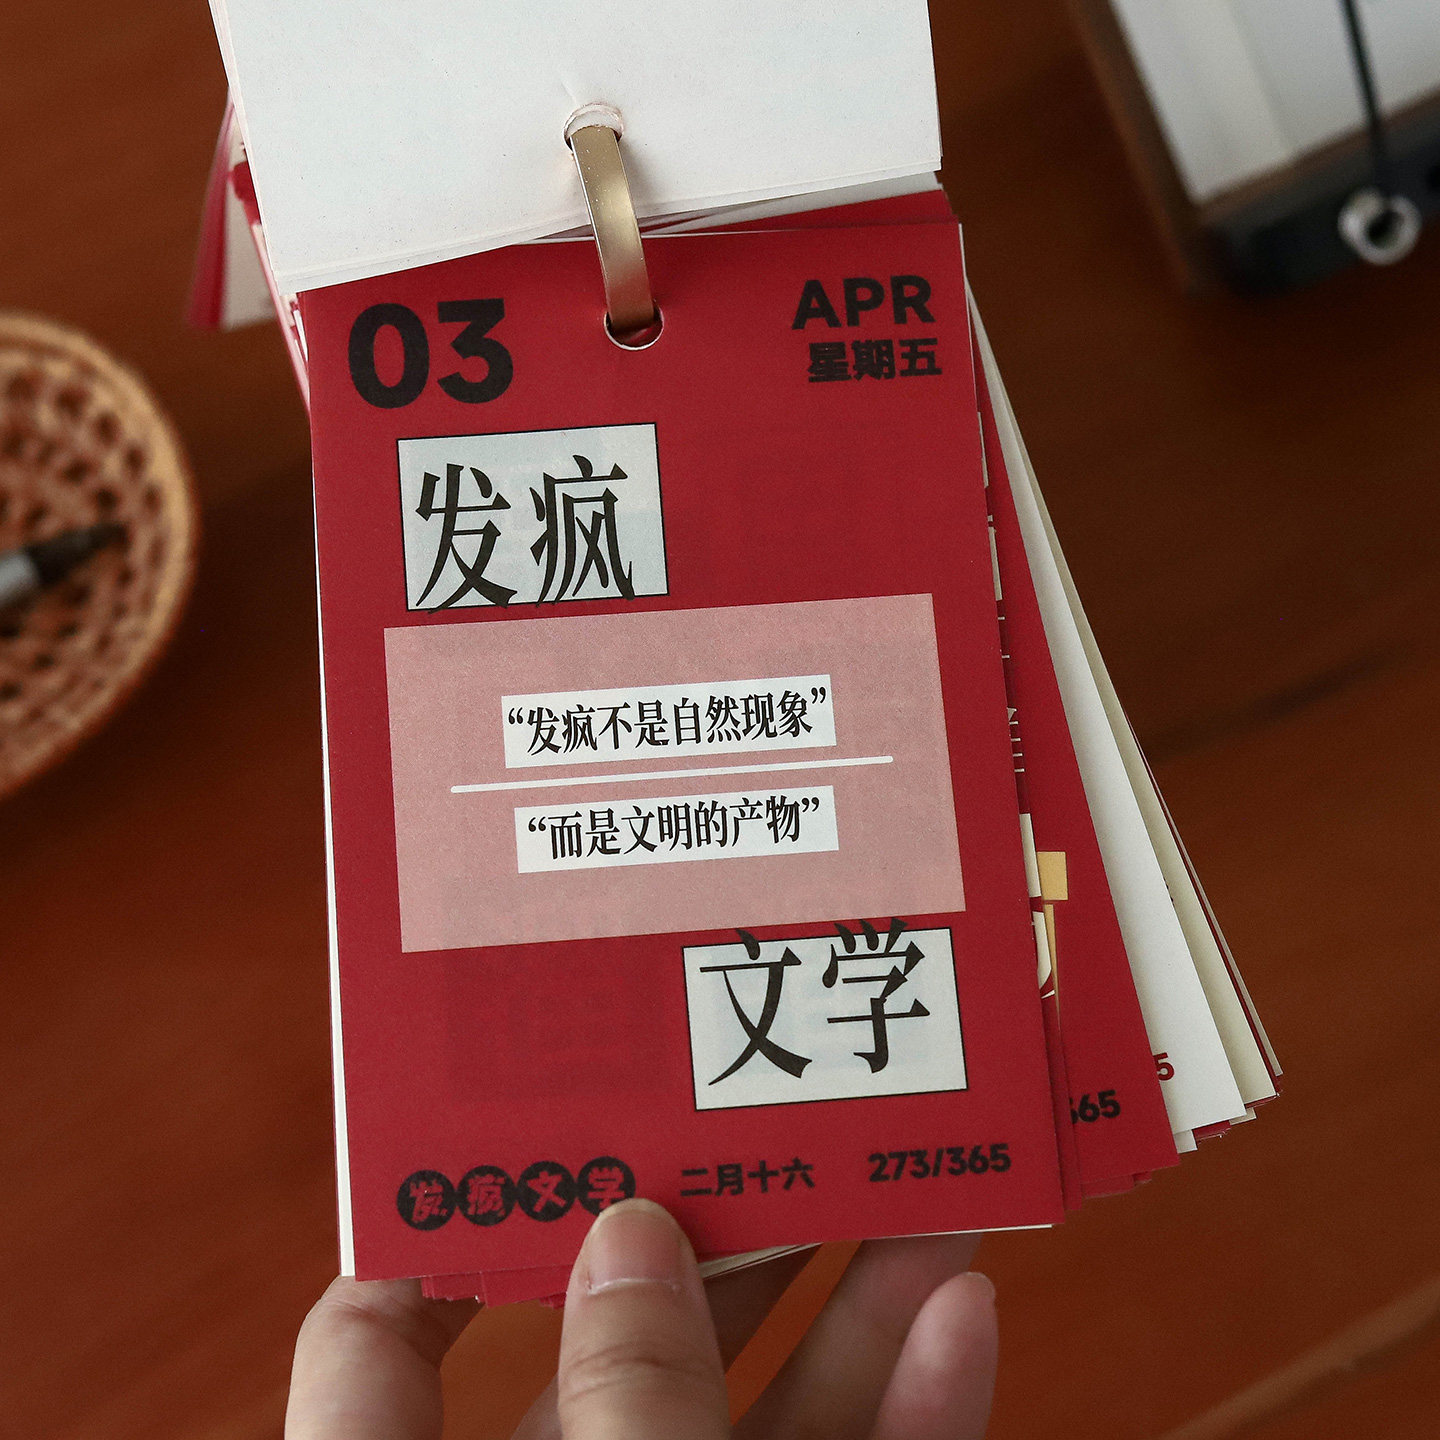 03
APR
星期五
发疯
“发疯不是自然现象”
“而是文明的产物”
文学
发疯文学
二月十六
273/365